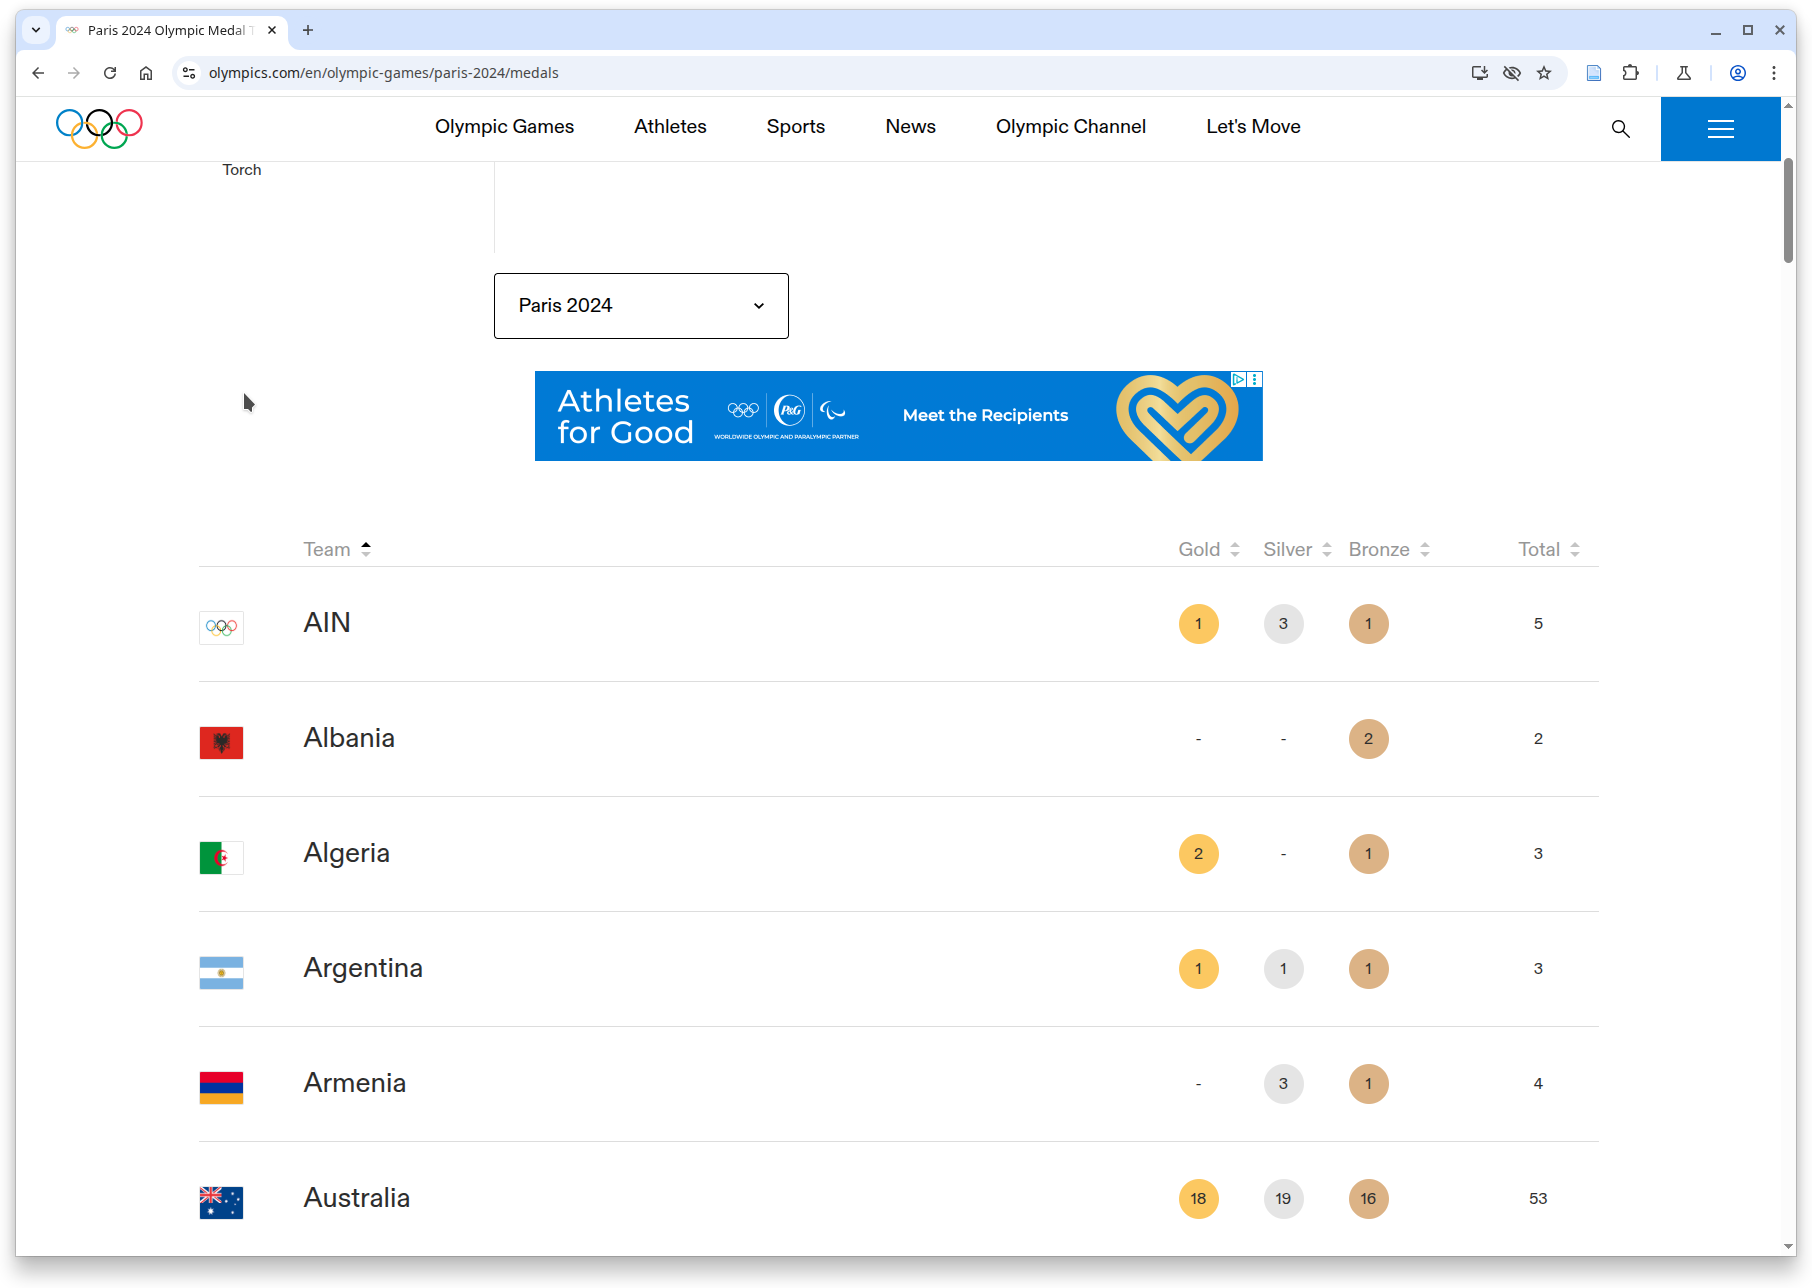 Paris 2024 Olympic Medal
olympics.com/en/olympic-games/paris-2024/medals
Olympic Games Athletes Sports News Olympic Channel Let's Move
Torch
Paris 2024
Athletes
for Good
P&G
WORLDWIDE OLYMPIC AND PARALYMPIC PARTNER
Meet the Recipients
Team Gold Silver Bronze Total
AIN 1 3 1 5
Albania - - 2 2
Algeria 2 - 1 3
Argentina 1 1 1 3
Armenia - 3 1 4
Australia 18 19 16 53